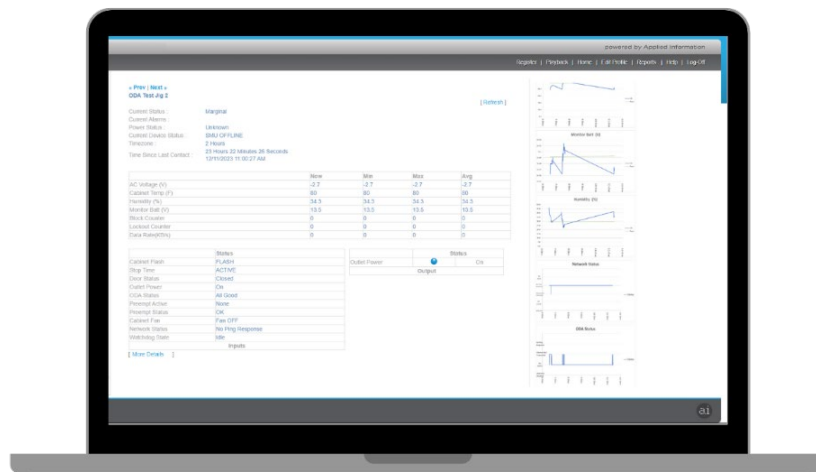 powered by Applied Information
Register | Playback | Home | Edit Profile | Reports | Help | Log-Off
« Prev | Next »
ODA Test Jig 2
[ Refresh ]
Current Status : Marginal
Current Alarms :
Power Status : Unknown
Current Device Status : SMU OFFLINE
Timezone : 2 Hours
Time Since Last Contact : 23 Hours 22 Minutes 26 Seconds
12/11/2023 11:00:27 AM
Now Min Max Avg
AC Voltage (V) -2.7 -2.7 -2.7 -2.7
Cabinet Temp (F) 80 80 80 80
Humidity (%) 34.5 34.5 34.5 34.5
Monitor Batt (V) 13.5 13.5 13.5 13.5
Block Counter 0 0 0 0
Lockout Counter 0 0 0 0
Data Rate(KB/s) 0 0 0 0
Status
Cabinet Flash FLASH
Stop Time ACTIVE
Door Status Closed
Outlet Power On
ODA Status All Good
Preempt Active None
Preempt Status OK
Cabinet Fan Fan OFF
Network Status No Ping Response
Watchdog State Idle
Inputs
[ More Details ]
Status
Outlet Power On
Output
Monitor Batt (V)
Humidity (%)
Network Status
ODA Status
a1